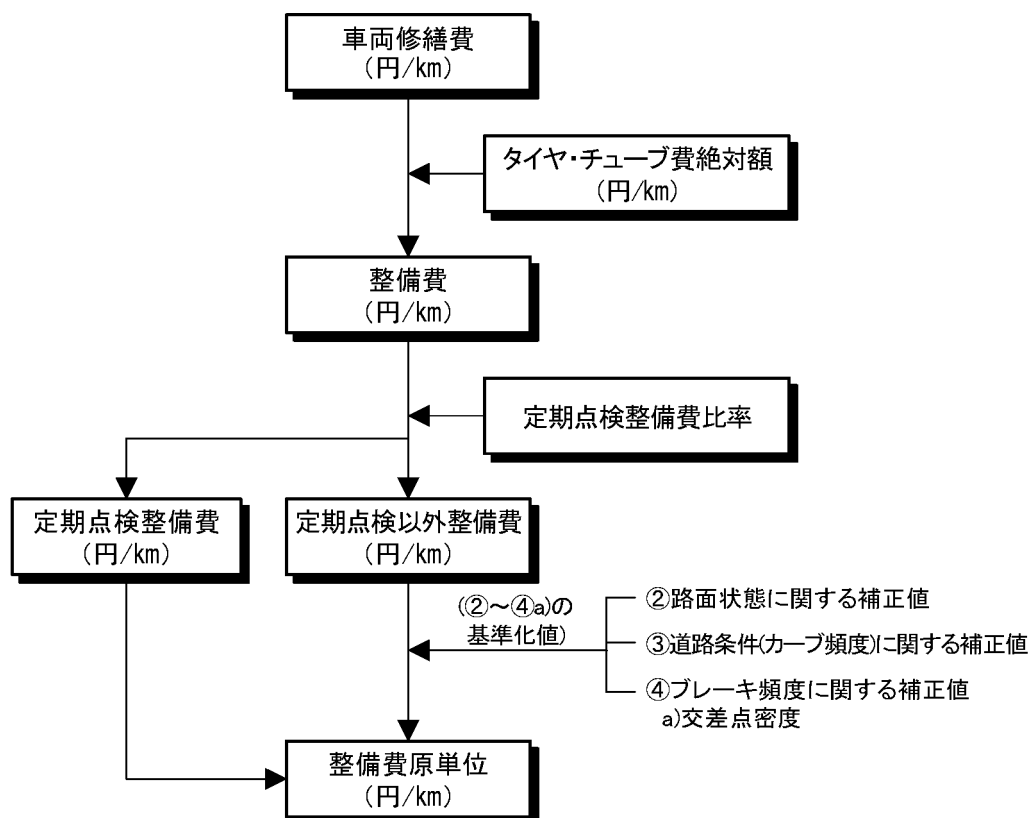 車両修繕費
(円/km)
タイヤ・チューブ費絶対額
(円/km)
整備費
(円/km)
定期点検整備費比率
定期点検整備費
(円/km)
定期点検以外整備費
(円/km)
(②～④a)の
基準化値)
②路面状態に関する補正値
③道路条件(カーブ頻度)に関する補正値
④ブレーキ頻度に関する補正値
a)交差点密度
整備費原単位
(円/km)